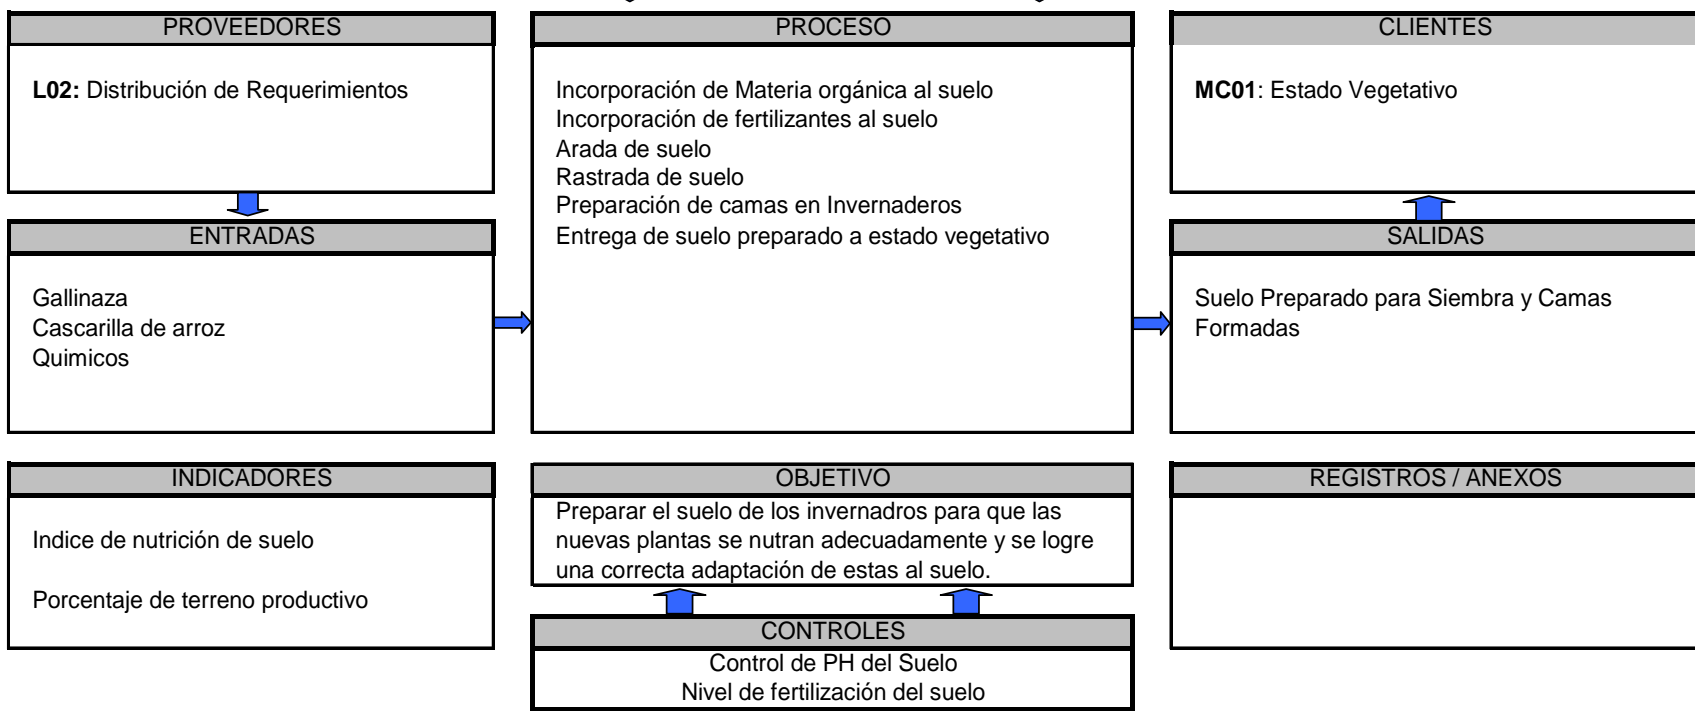 PROVEEDORES
L02: Distribución de Requerimientos
ENTRADAS
Gallinaza
Cascarilla de arroz
Quimicos
PROCESO
Incorporación de Materia orgánica al suelo
Incorporación de fertilizantes al suelo
Arada de suelo
Rastrada de suelo
Preparación de camas en Invernaderos
Entrega de suelo preparado a estado vegetativo
CLIENTES
MC01: Estado Vegetativo
SALIDAS
Suelo Preparado para Siembra y Camas
Formadas
INDICADORES
Indice de nutrición de suelo
Porcentaje de terreno productivo
OBJETIVO
Preparar el suelo de los invernadros para que las
nuevas plantas se nutran adecuadamente y se logre
una correcta adaptación de estas al suelo.
CONTROLES
Control de PH del Suelo
Nivel de fertilización del suelo
REGISTROS / ANEXOS